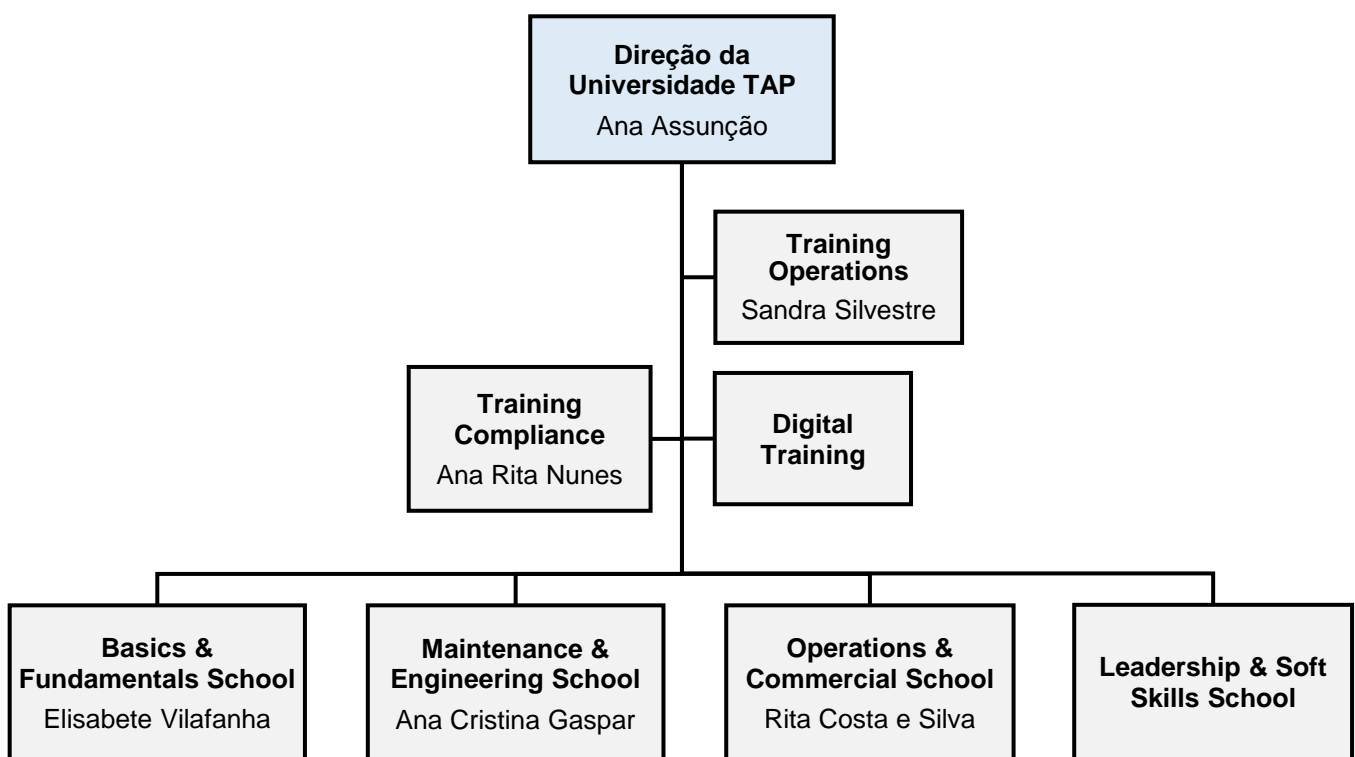 Direção da
Universidade TAP
Ana Assunção
Training
Operations
Sandra Silvestre
Training
Compliance
Ana Rita Nunes
Digital
Training
Basics &
Fundamentals School
Elisabete Vilafanha
Maintenance &
Engineering School
Ana Cristina Gaspar
Operations &
Commercial School
Rita Costa e Silva
Leadership & Soft
Skills School